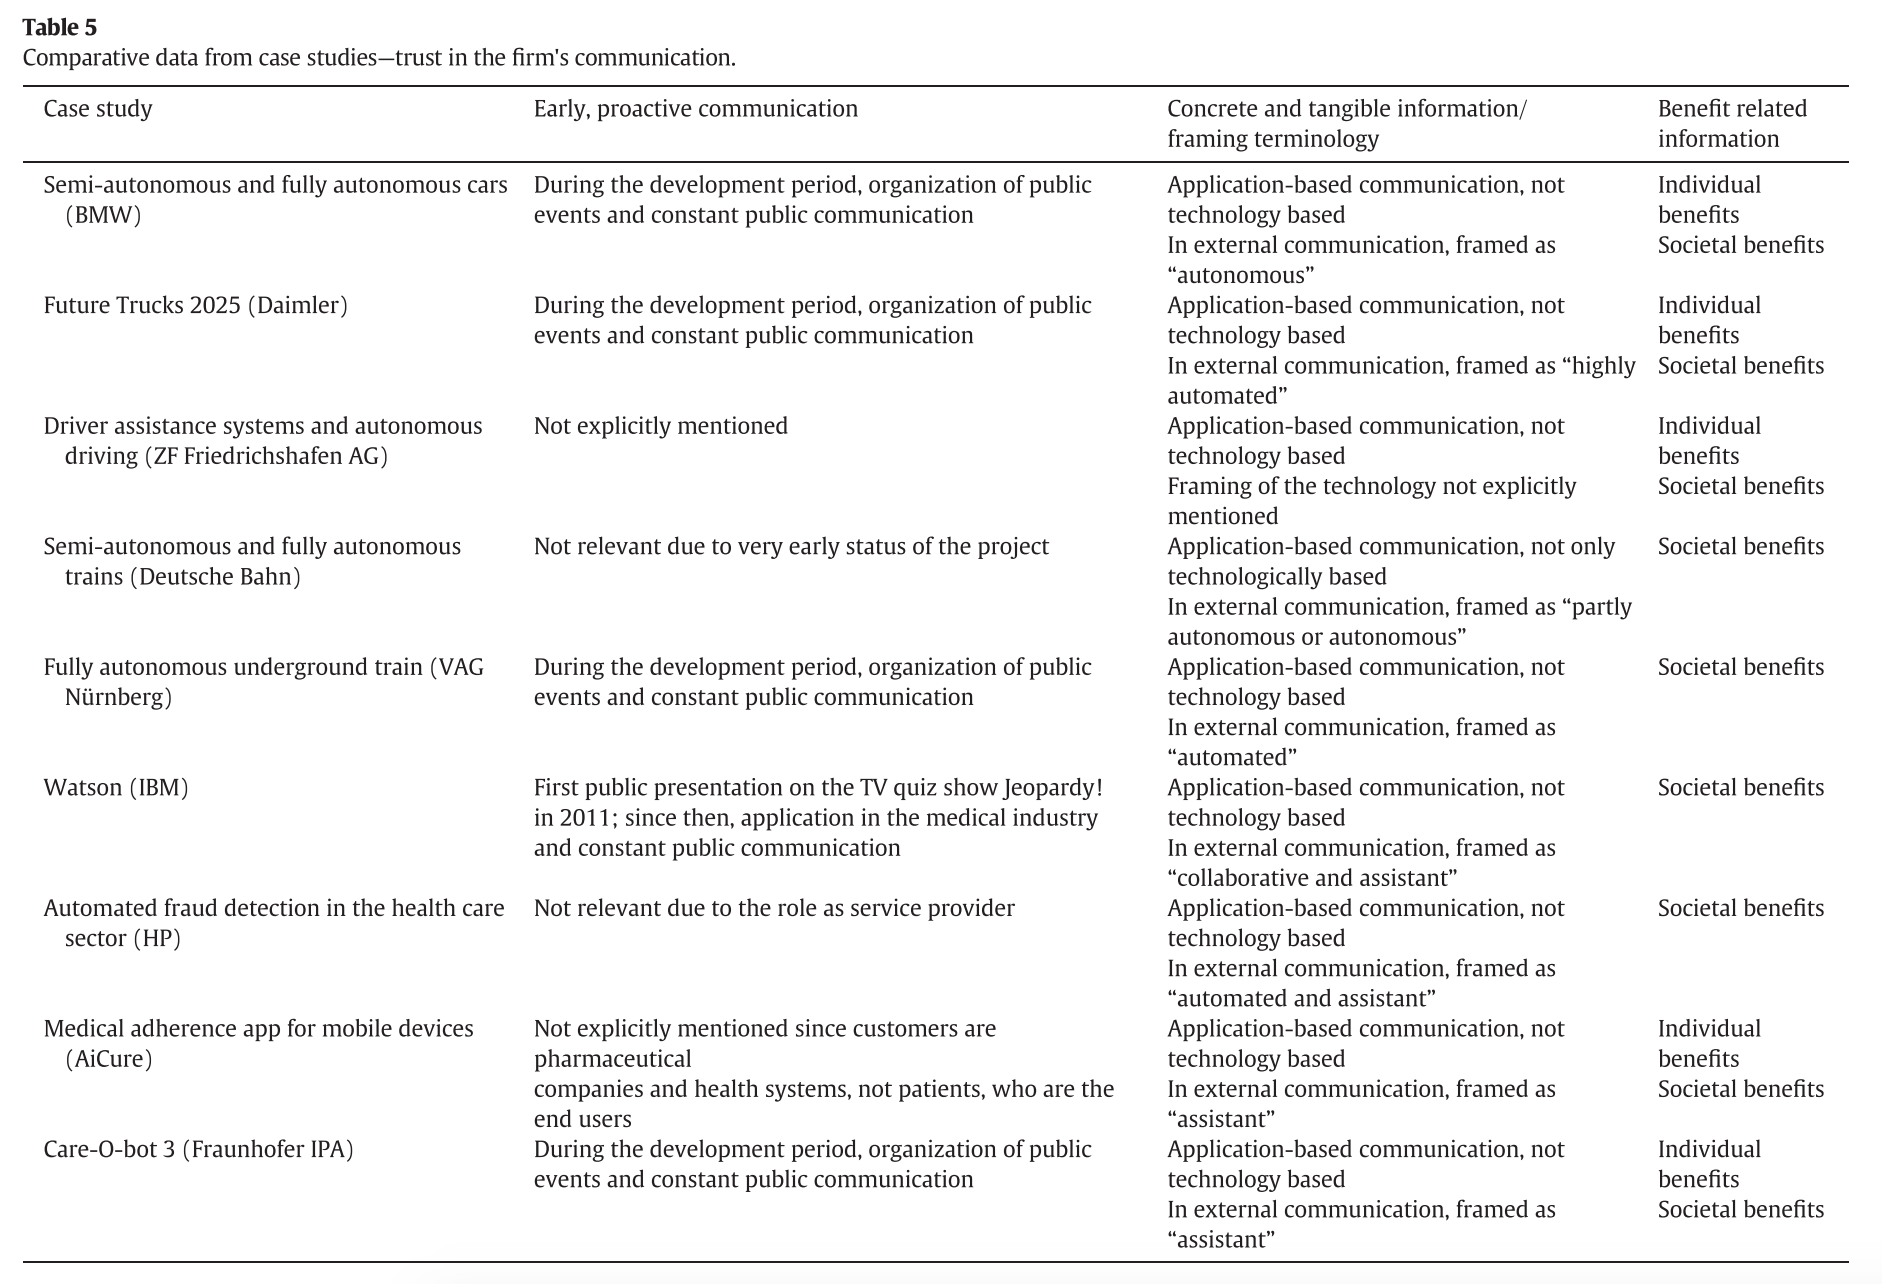 Table 5
Comparative data from case studies—trust in the firm's communication.
Case study
Early, proactive communication
Concrete and tangible information/
framing terminology
Benefit related
information
Semi-autonomous and fully autonomous cars
(BMW)
During the development period, organization of public
events and constant public communication
Application-based communication, not
technology based
In external communication, framed as
“autonomous”
Individual
benefits
Societal benefits
Future Trucks 2025 (Daimler)
During the development period, organization of public
events and constant public communication
Application-based communication, not
technology based
In external communication, framed as “highly
automated”
Individual
benefits
Societal benefits
Driver assistance systems and autonomous
driving (ZF Friedrichshafen AG)
Not explicitly mentioned
Application-based communication, not
technology based
Framing of the technology not explicitly
mentioned
Individual
benefits
Societal benefits
Semi-autonomous and fully autonomous
trains (Deutsche Bahn)
Not relevant due to very early status of the project
Application-based communication, not only
technologically based
In external communication, framed as “partly
autonomous or autonomous”
Societal benefits
Fully autonomous underground train (VAG
Nürnberg)
During the development period, organization of public
events and constant public communication
Application-based communication, not
technology based
In external communication, framed as
“automated”
Societal benefits
Watson (IBM)
First public presentation on the TV quiz show Jeopardy!
in 2011; since then, application in the medical industry
and constant public communication
Application-based communication, not
technology based
In external communication, framed as
“collaborative and assistant”
Societal benefits
Automated fraud detection in the health care
sector (HP)
Not relevant due to the role as service provider
Application-based communication, not
technology based
In external communication, framed as
“automated and assistant”
Societal benefits
Medical adherence app for mobile devices
(AiCure)
Not explicitly mentioned since customers are
pharmaceutical
companies and health systems, not patients, who are the
end users
Application-based communication, not
technology based
In external communication, framed as
“assistant”
Individual
benefits
Societal benefits
Care-O-bot 3 (Fraunhofer IPA)
During the development period, organization of public
events and constant public communication
Application-based communication, not
technology based
In external communication, framed as
“assistant”
Individual
benefits
Societal benefits